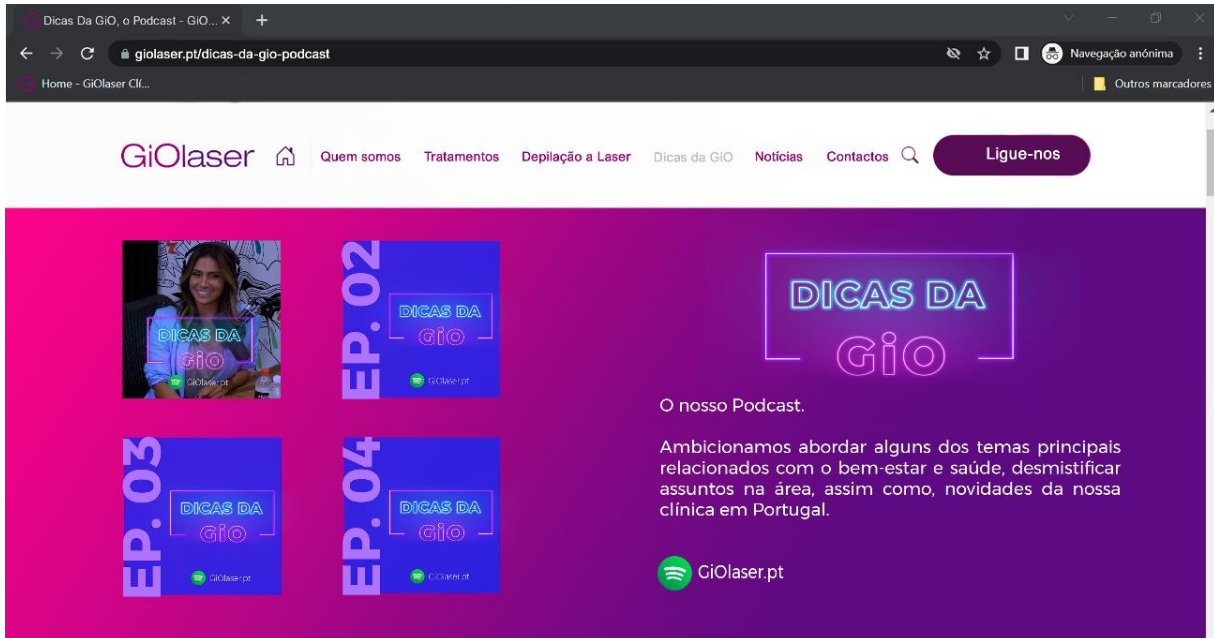 Dicas Da GiO, o Podcast - GiO...
giolaser.pt/dicas-da-gio-podcast
Navegação anónima
Home - GiOlaser Clí...
Outros marcadores
GiOlaser
Quem somos
Tratamentos
Depilação a Laser
Dicas da GiO
Notícias
Contactos
Ligue-nos
DICAS DA
GiO
GiOlaser.pt
EP. 02
DICAS DA
GiO
GiOlaser.pt
EP. 03
DICAS DA
GiO
GiOlaser.pt
EP. 04
DICAS DA
GiO
GiOlaser.pt
DICAS DA
GiO
O nosso Podcast.
Ambicionamos abordar alguns dos temas principais
relacionados com o bem-estar e saúde, desmistificar
assuntos na área, assim como, novidades da nossa
clínica em Portugal.
GiOlaser.pt